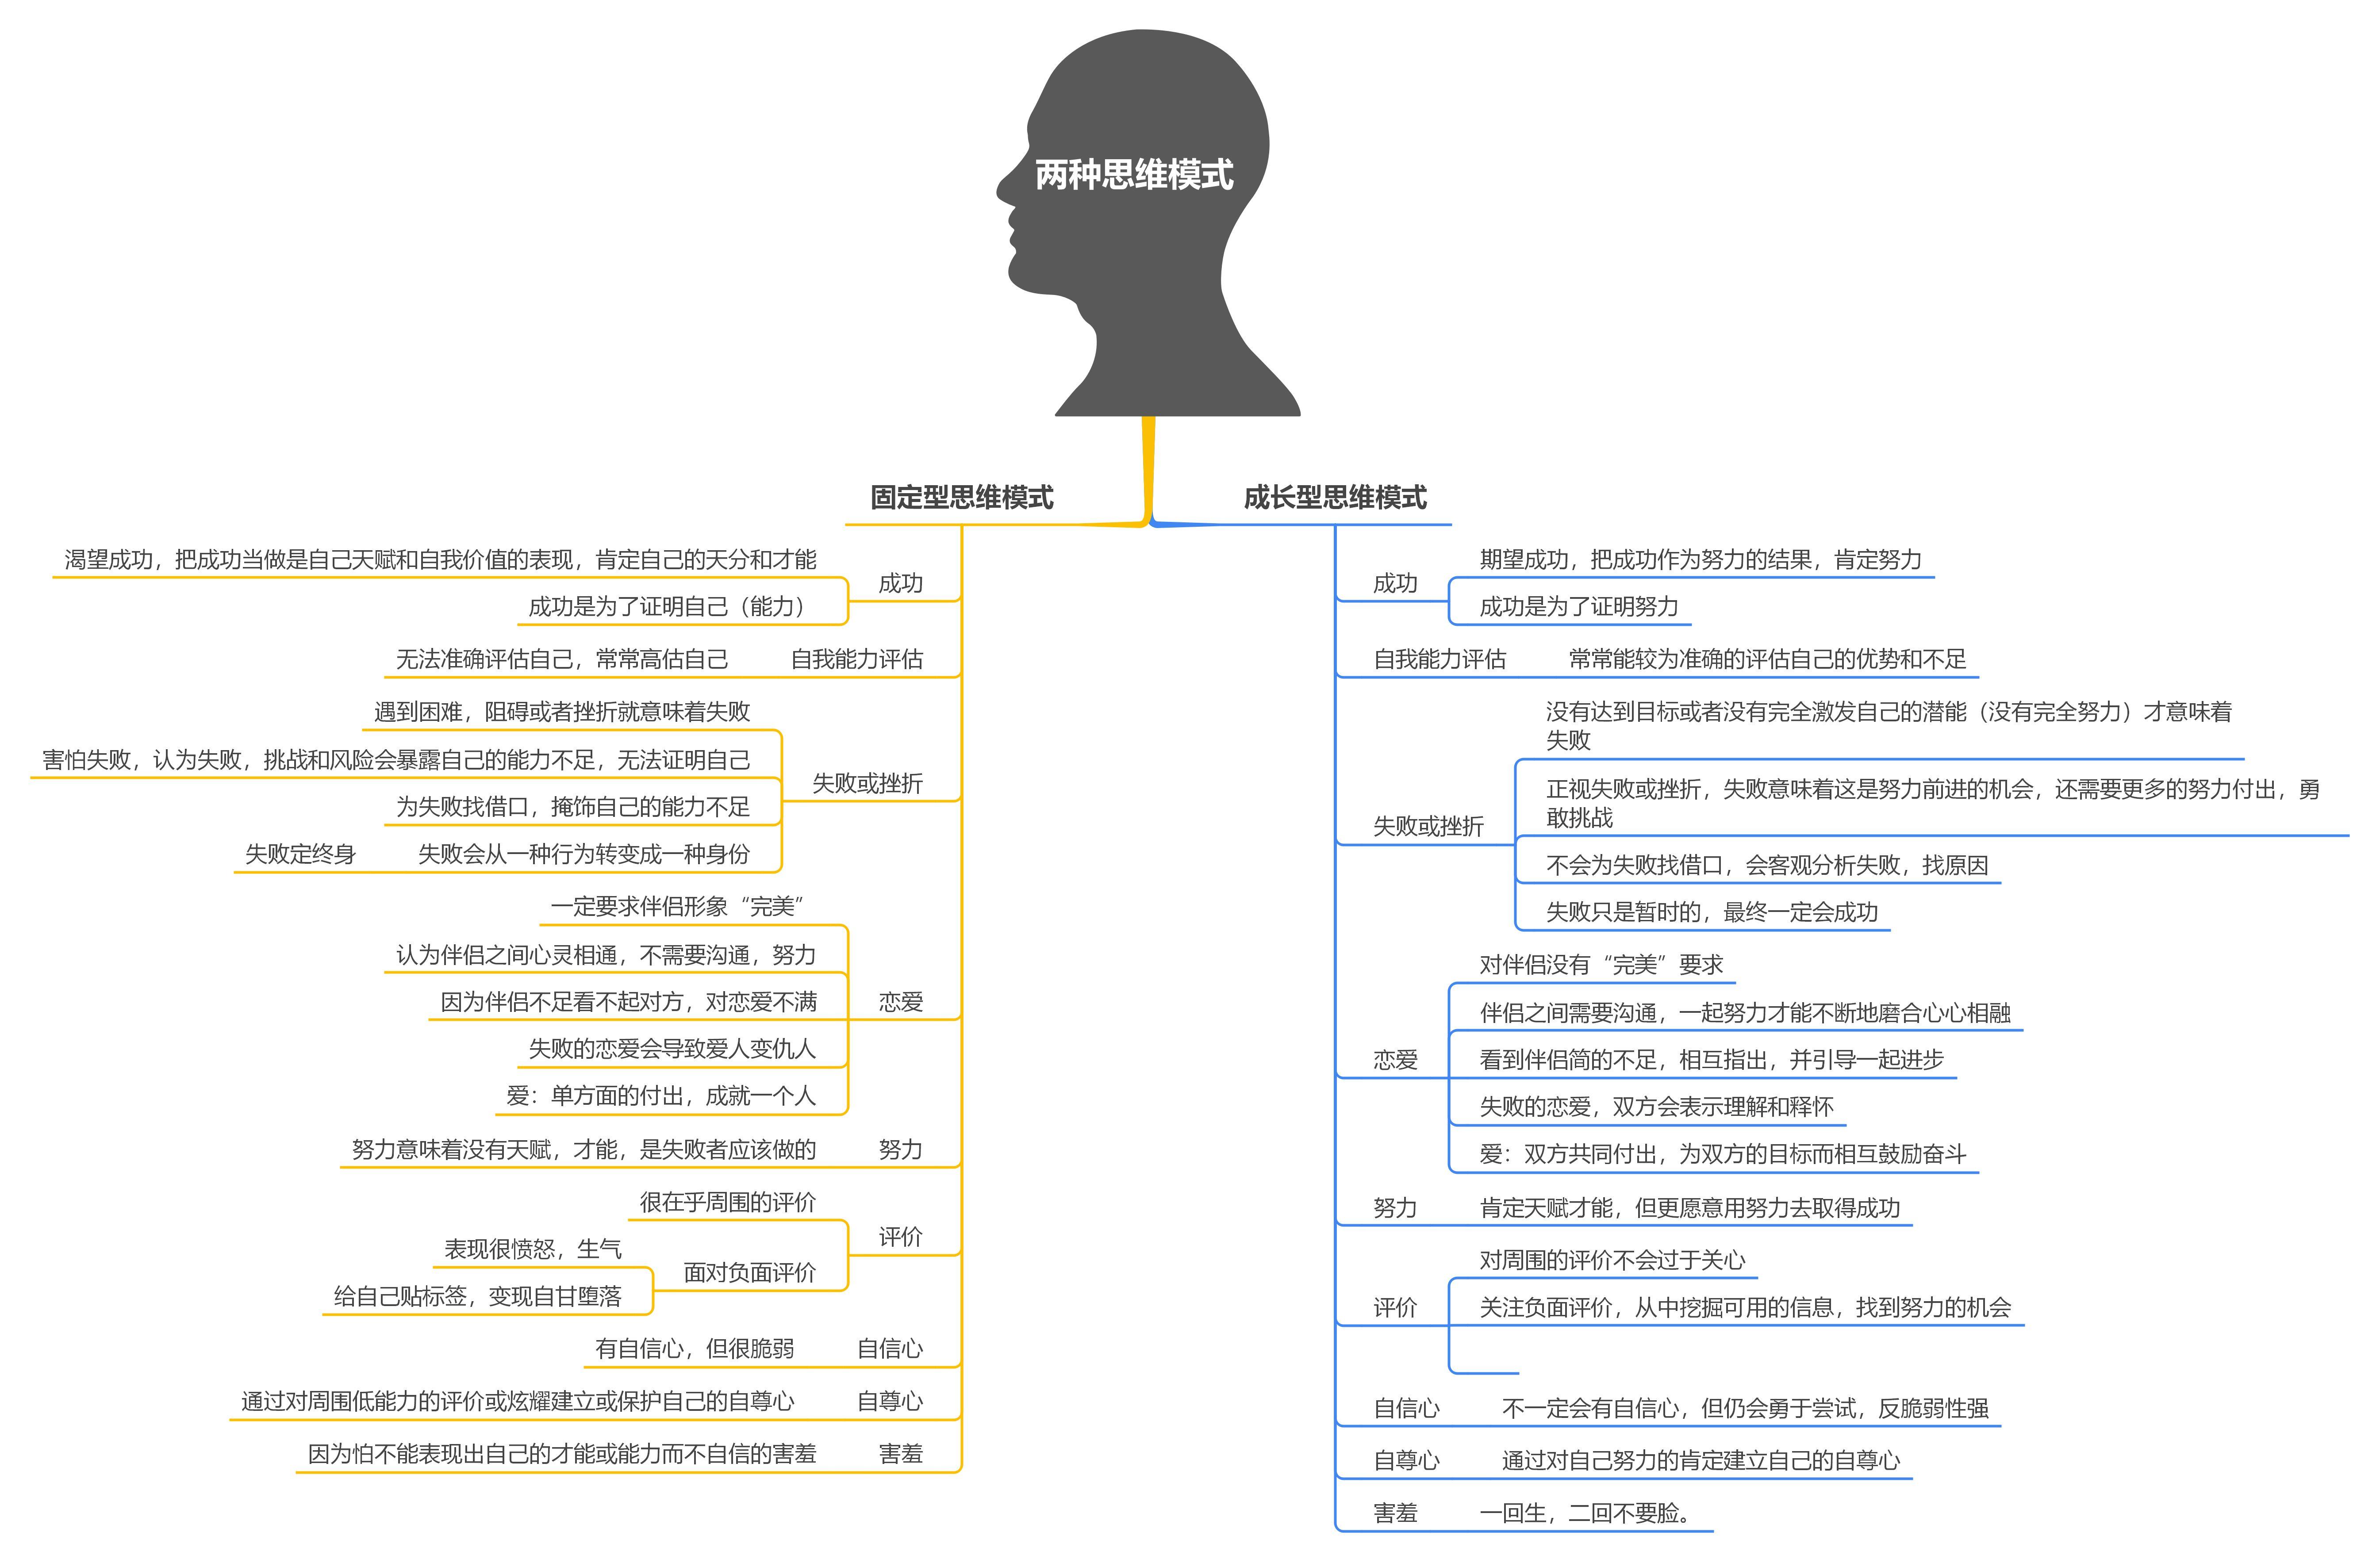 两种思维模式
固定型思维模式
成功
渴望成功，把成功当做是自己天赋和自我价值的表现，肯定自己的天分和才能
成功是为了证明自己（能力）
自我能力评估
无法准确评估自己，常常高估自己
失败或挫折
遇到困难，阻碍或者挫折就意味着失败
害怕失败，认为失败，挑战和风险会暴露自己的能力不足，无法证明自己
为失败找借口，掩饰自己的能力不足
失败会从一种行为转变成一种身份
失败定终身
恋爱
一定要求伴侣形象“完美”
认为伴侣之间心灵相通，不需要沟通，努力
因为伴侣不足看不起对方，对恋爱不满
失败的恋爱会导致爱人变仇人
爱：单方面的付出，成就一个人
努力
努力意味着没有天赋，才能，是失败者应该做的
评价
很在乎周围的评价
面对负面评价
表现很愤怒，生气
给自己贴标签，变现自甘堕落
自信心
有自信心，但很脆弱
自尊心
通过对周围低能力的评价或炫耀建立或保护自己的自尊心
害羞
因为怕不能表现出自己的才能或能力而不自信的害羞
成长型思维模式
成功
期望成功，把成功作为努力的结果，肯定努力
成功是为了证明努力
自我能力评估
常常能较为准确的评估自己的优势和不足
失败或挫折
没有达到目标或者没有完全激发自己的潜能（没有完全努力）才意味着
失败
正视失败或挫折，失败意味着这是努力前进的机会，还需要更多的努力付出，勇
敢挑战
不会为失败找借口，会客观分析失败，找原因
失败只是暂时的，最终一定会成功
恋爱
对伴侣没有“完美”要求
伴侣之间需要沟通，一起努力才能不断地磨合心心相融
看到伴侣简的不足，相互指出，并引导一起进步
失败的恋爱，双方会表示理解和释怀
爱：双方共同付出，为双方的目标而相互鼓励奋斗
努力
肯定天赋才能，但更愿意用努力去取得成功
评价
对周围的评价不会过于关心
关注负面评价，从中挖掘可用的信息，找到努力的机会
自信心
不一定会有自信心，但仍会勇于尝试，反脆弱性强
自尊心
通过对自己努力的肯定建立自己的自尊心
害羞
一回生，二回不要脸。